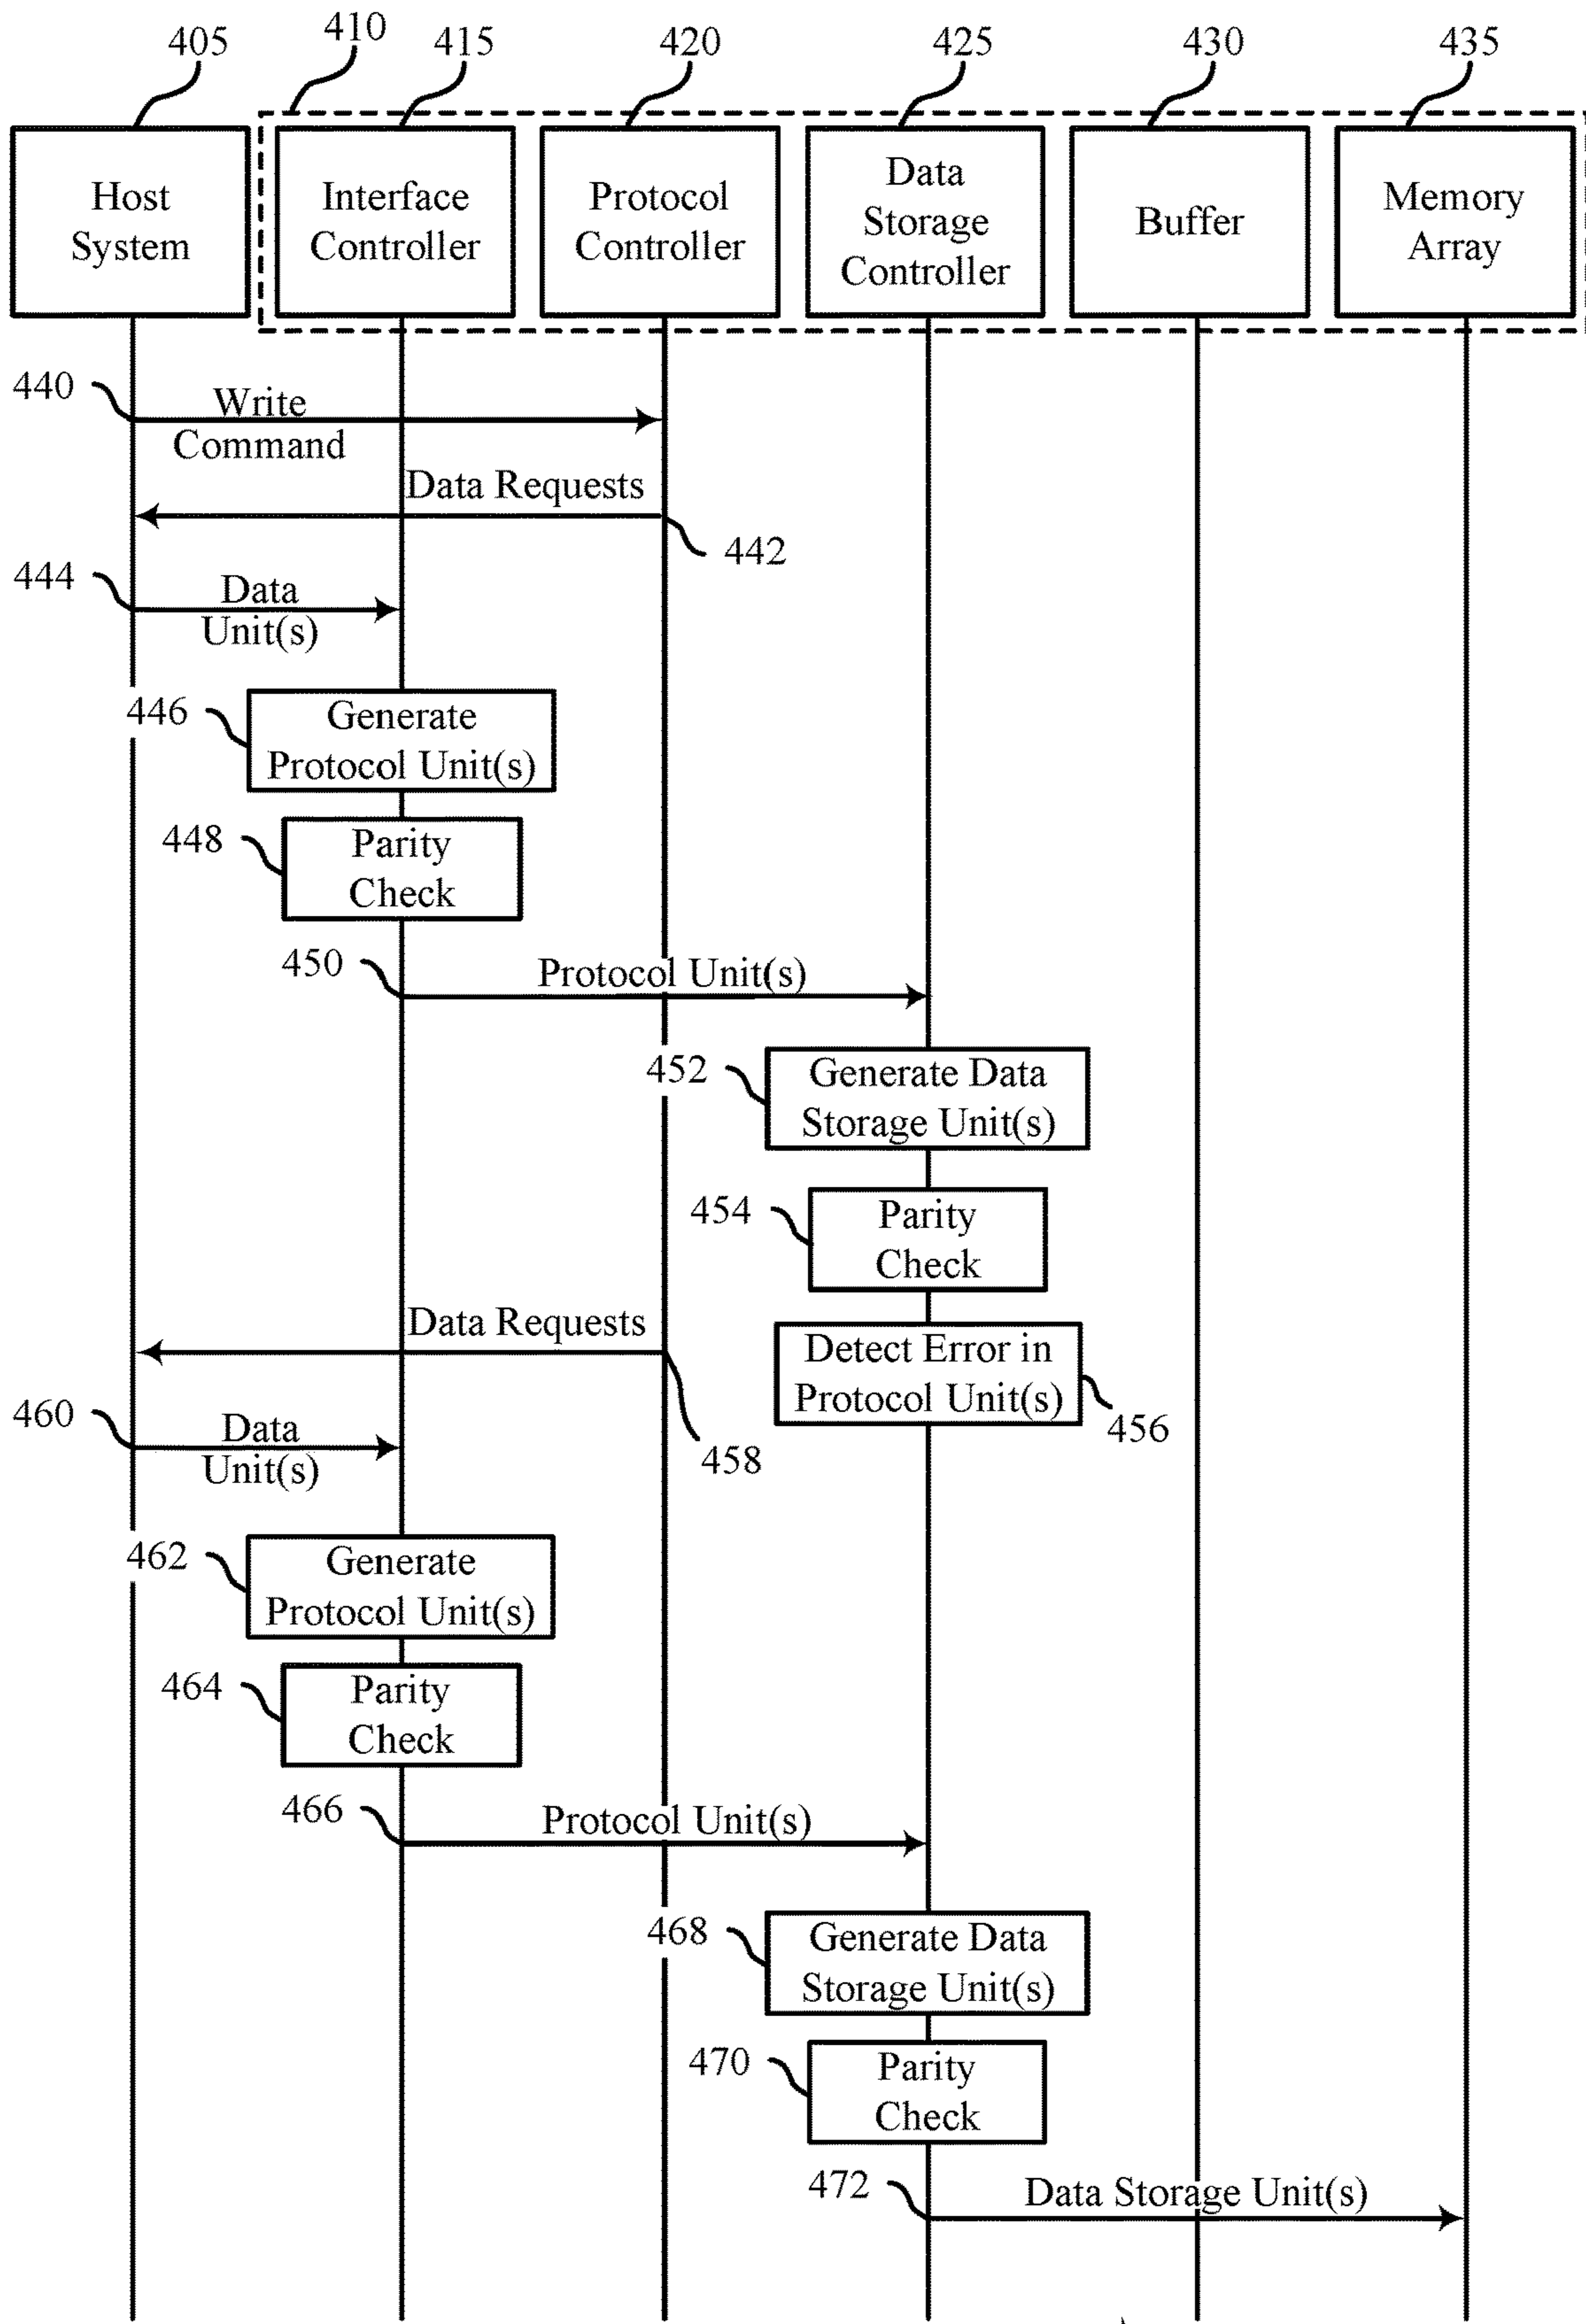 405
410
415
420
425
430
435
Host
System
Interface
Controller
Protocol
Controller
Data
Storage
Controller
Buffer
Memory
Array
440
Write
Command
Data Requests
442
444
Data
Unit(s)
446
Generate
Protocol Unit(s)
448
Parity
Check
450
Protocol Unit(s)
452
Generate Data
Storage Unit(s)
454
Parity
Check
Data Requests
458
Detect Error in
Protocol Unit(s)
456
460
Data
Unit(s)
462
Generate
Protocol Unit(s)
464
Parity
Check
466
Protocol Unit(s)
468
Generate Data
Storage Unit(s)
470
Parity
Check
472
Data Storage Unit(s)